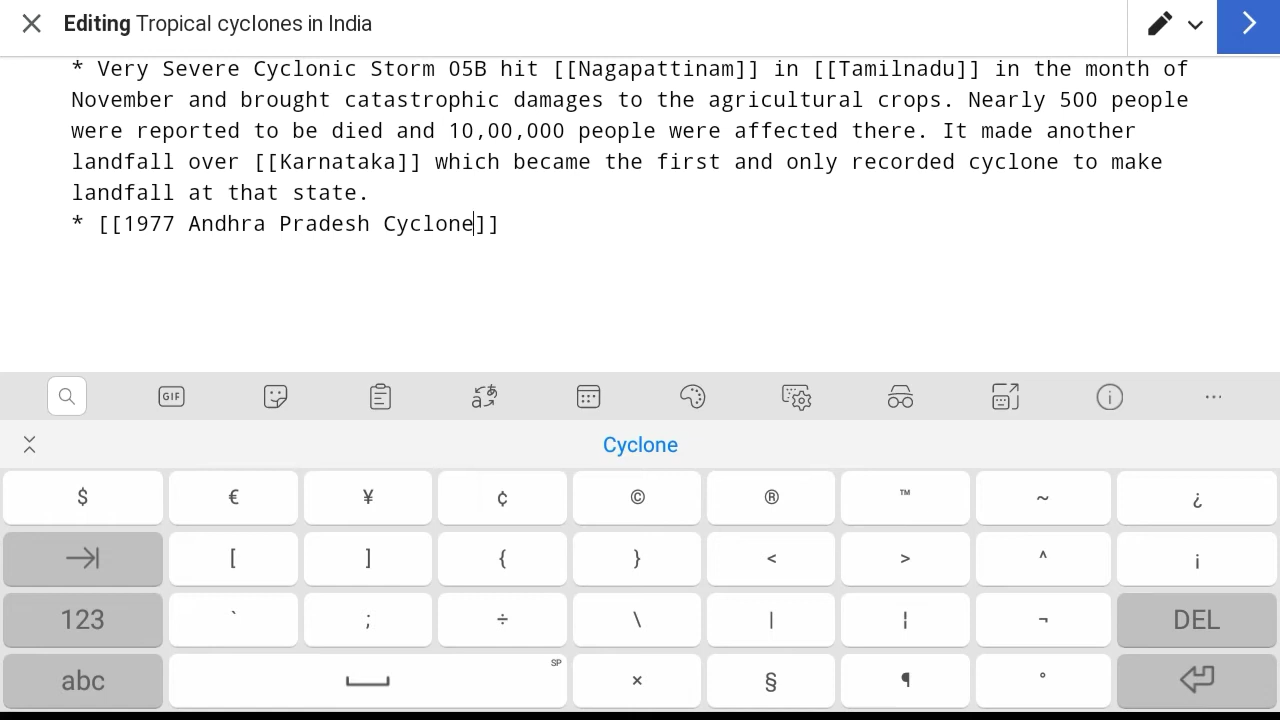 Editing Tropical cyclones in India
* Very Severe Cyclonic Storm 05B hit [[Nagapattinam]] in [[Tamilnadu]] in the month of
November and brought catastrophic damages to the agricultural crops. Nearly 500 people
were reported to be died and 10,00,000 people were affected there. It made another
landfall over [[Karnataka]] which became the first and only recorded cyclone to make
landfall at that state.
* [[1977 Andhra Pradesh Cyclone]]
GIF
Cyclone
$ € ¥ ¢ © ® ™ ~ ¿
[ ] { } < > ^ ¡
123 ` ; ÷ \ | ¦ ¬ DEL
abc SP × § ¶ °